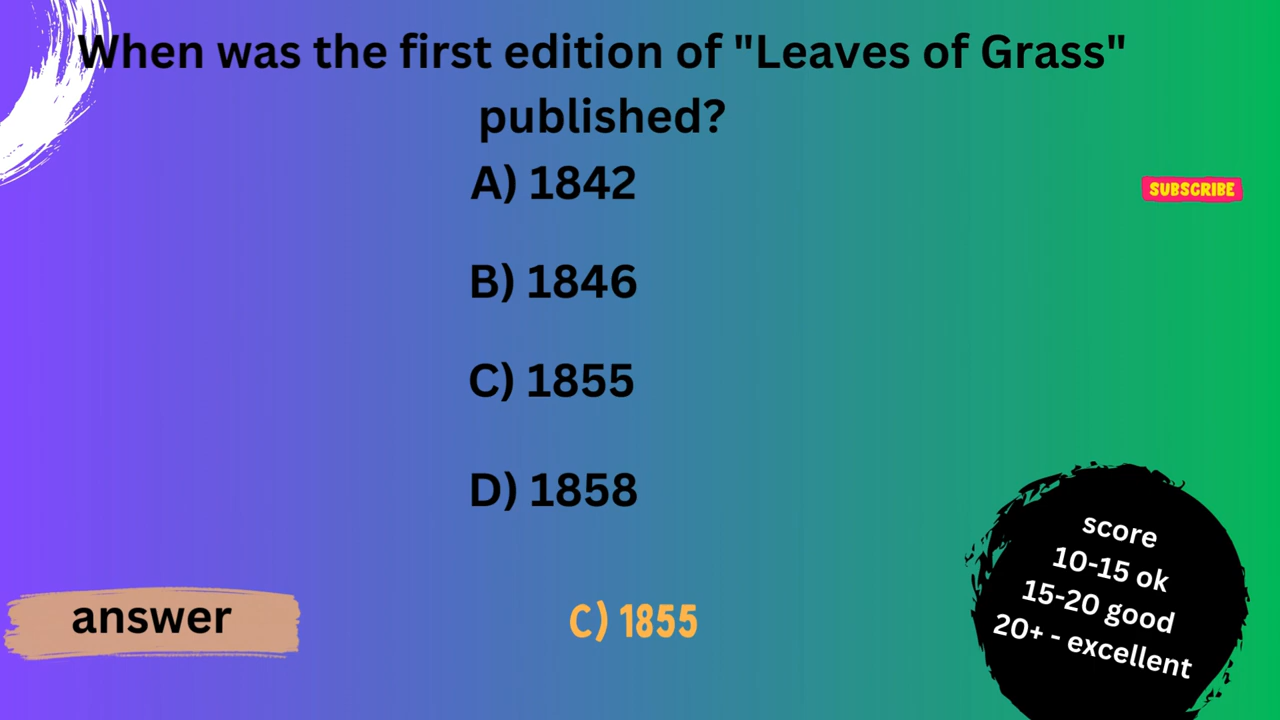 When was the first edition of "Leaves of Grass"
published?
A) 1842
SUBSCRIBE
B) 1846
C) 1855
D) 1858
score
10-15 ok
15-20 good
20+ - excellent
answer
C) 1855